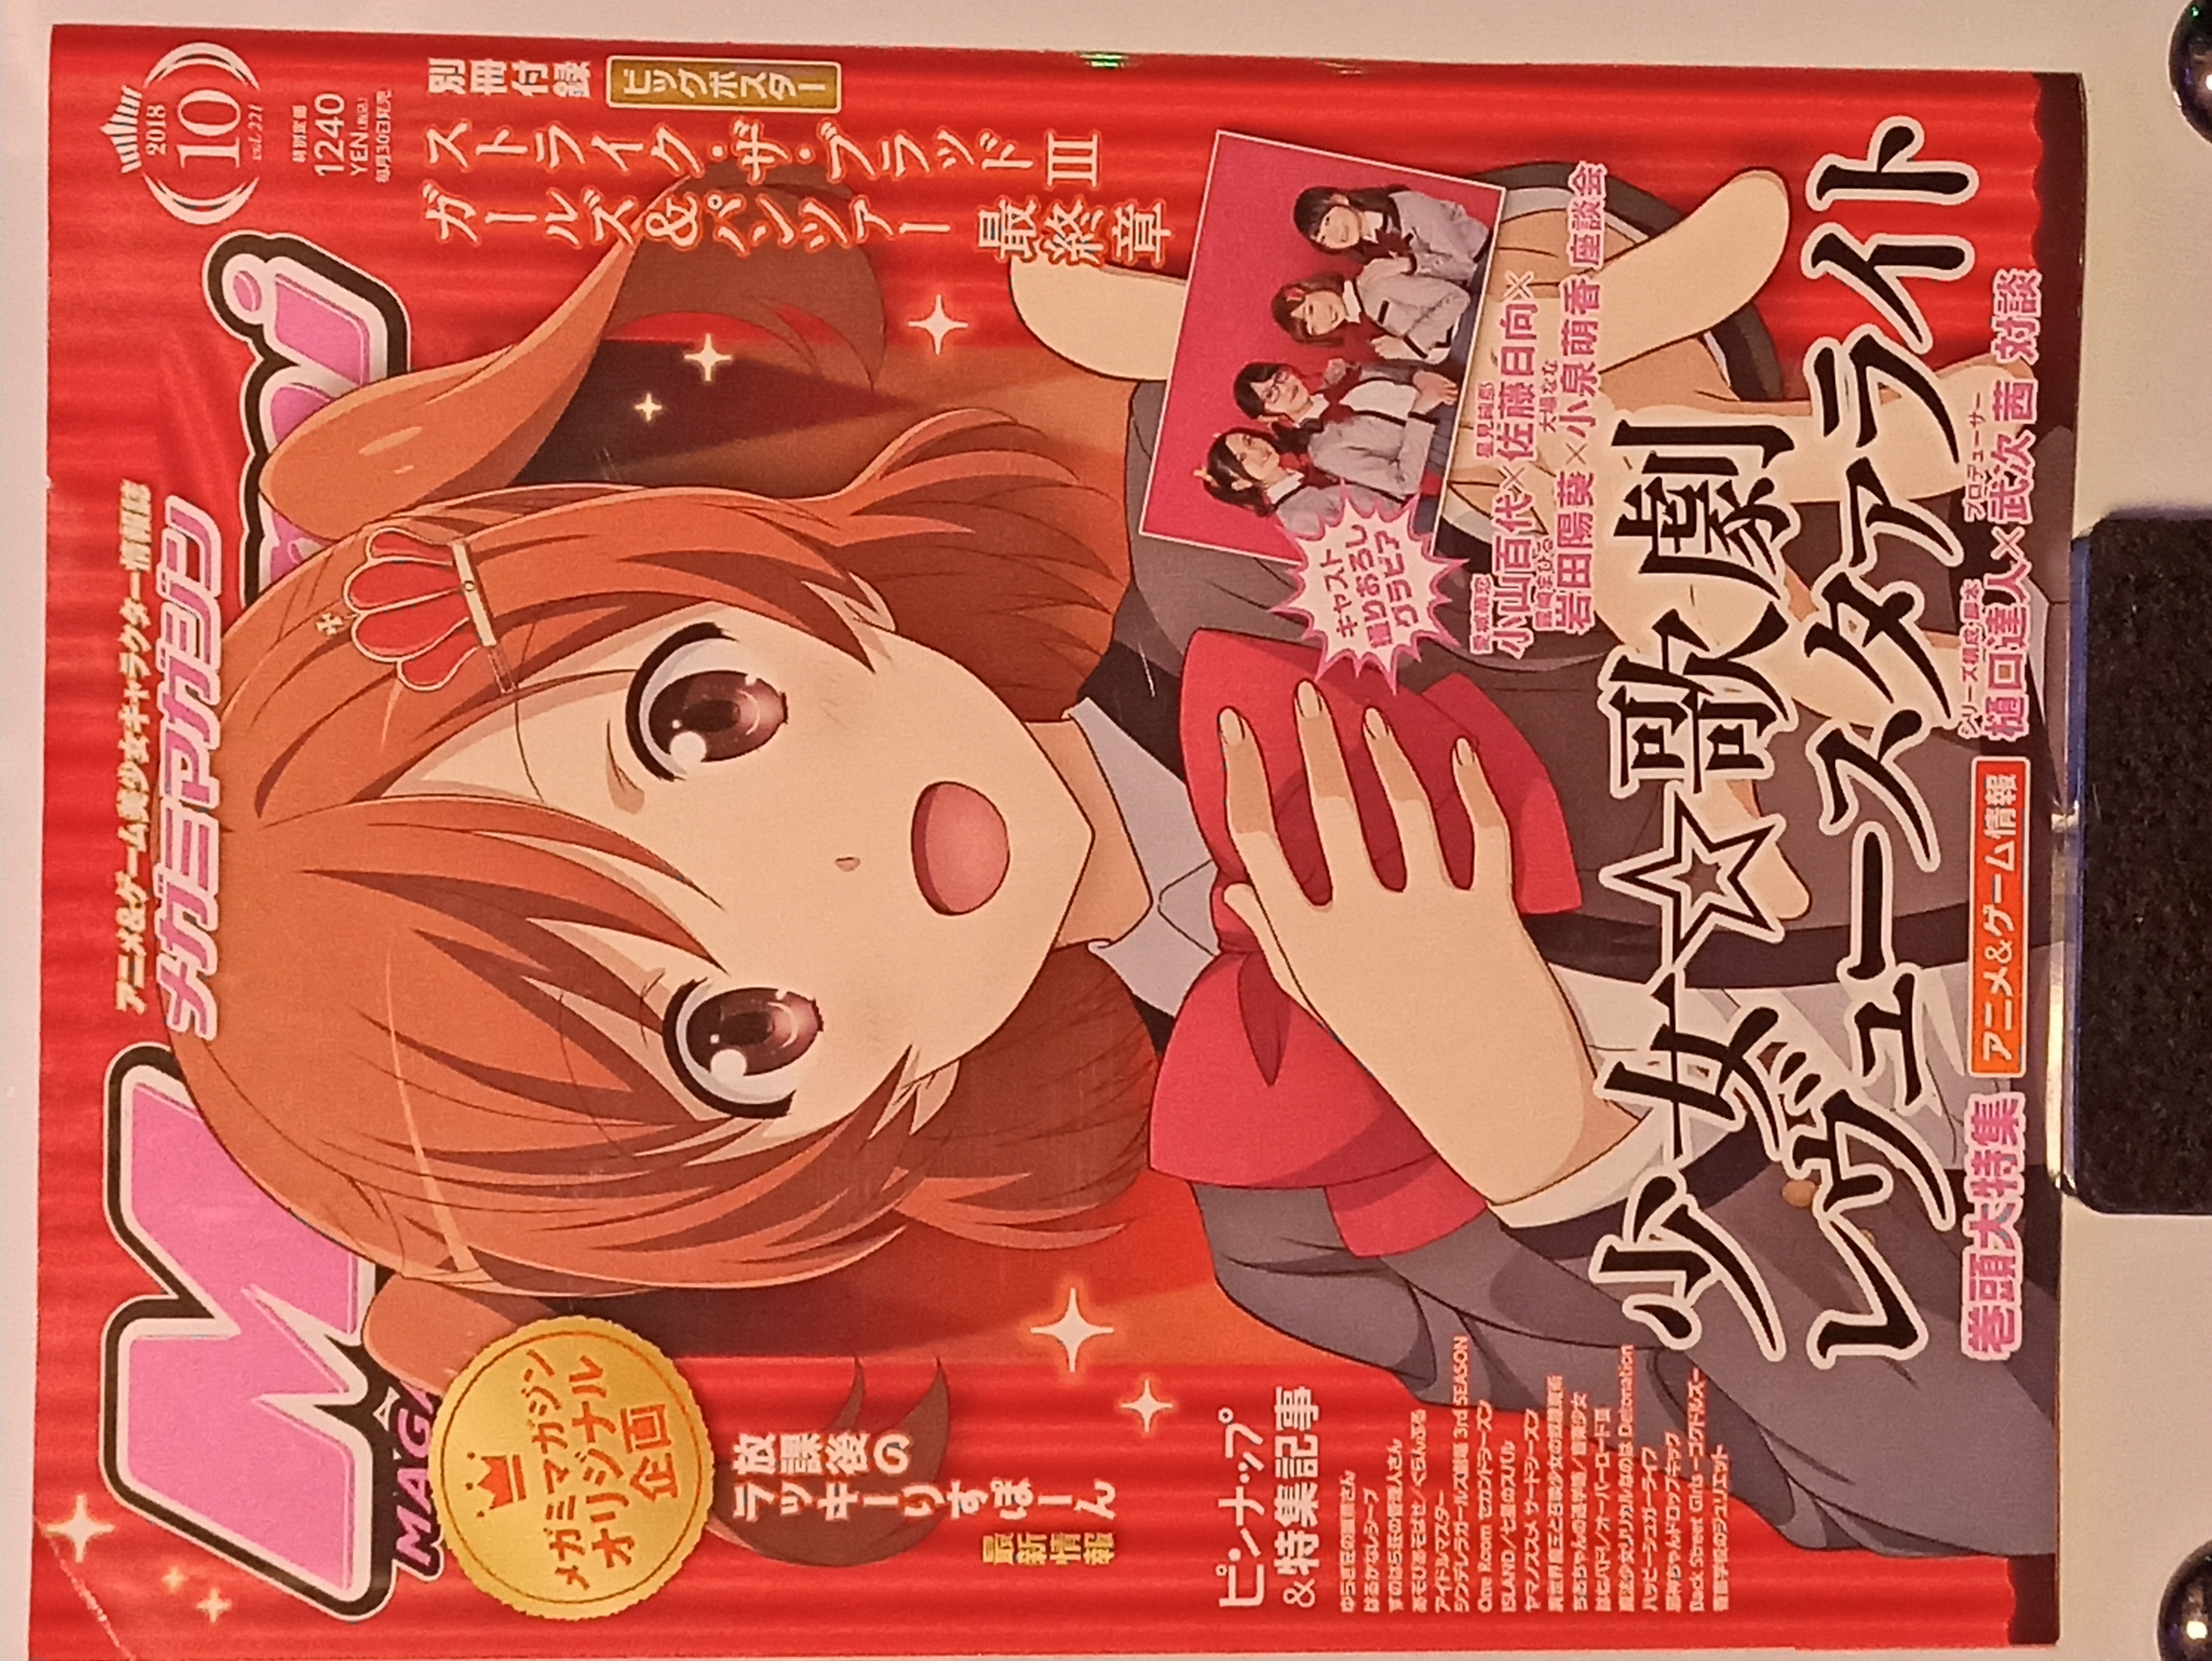 アニメ&ゲーム美少女キャラクター情報誌
メガミマガジン
M mi
MAGA
2018
10
vol.221
特別定価
1240
YEN(税込)
毎月30日発売
メガミマガジン
オリジナル
企画
放課後の
ラッキーりすぽーん
最新情報
別冊付録
ビッグポスター
ストライク・ザ・ブラッドⅢ
ガールズ&パンツァー 最終章
ピンナップ
&特集記事
ゆらぎ荘の幽奈さん
はるかなレシーブ
すのはら荘の管理人さん
あそびあそばせ/ぐらんぶる
アイドルマスター
シンデレラガールズ劇場 3rd SEASON
One Room セカンドシーズン
ISLAND/七星のスバル
ヤマノススメ サードシーズン
異世界魔王と召喚少女の奴隷魔術
ちおちゃんの通学路/音楽少女
はねバド!/オーバーロードⅢ
魔法少女リリカルなのは Detonation
ハッピーシュガーライフ
邪神ちゃんドロップキック
Back Street Girls -ゴクドルズ-
寄宿学校のジュリエット
キャスト
撮りおろし
グラビア
愛城華恋 星見純那
小山百代×佐藤日向×
露崎まひる 大場なな
岩田陽葵×小泉萌香 座談会
少女☆歌劇
レヴュースタァライト
巻頭大特集
アニメ&ゲーム情報
シリーズ構成・脚本 プロデューサー
樋口達人×武次 茜 対談